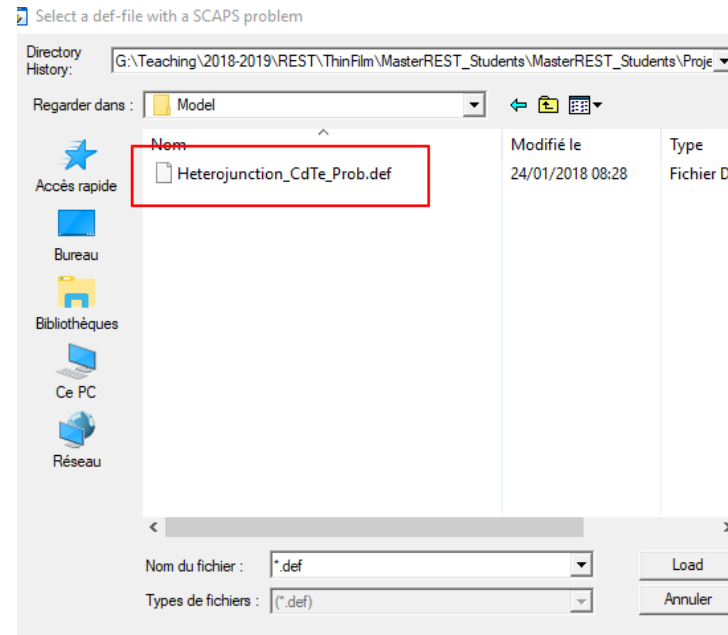 Select a def-file with a SCAPS problem
Directory
History:
G:\Teaching\2018-2019\REST\ThinFilm\MasterREST_Students\MasterREST_Students\Proje
Regarder dans :
Model
Nom
Modifié le
Type
Heterojunction_CdTe_Prob.def
24/01/2018 08:28
Fichier D
Accès rapide
Bureau
Bibliothèques
Ce PC
Réseau
Nom du fichier :
*.def
Load
Types de fichiers :
(*.def)
Annuler